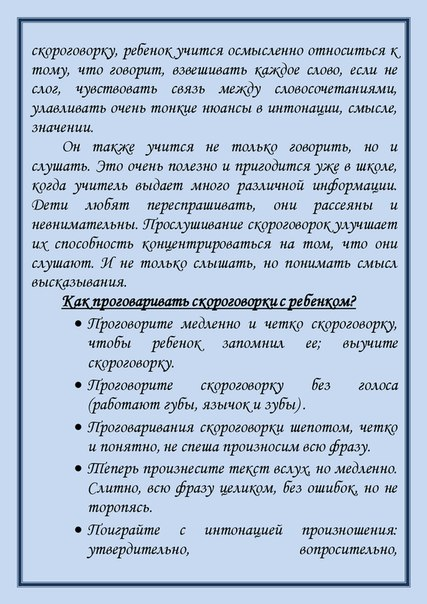 скороговорку, ребенок учится осмысленно относиться к
тому, что говорит, взвешивать каждое слово, если не
слог, чувствовать связь между словосочетаниями,
улавливать очень тонкие нюансы в интонации, смысле,
значении.
Он также учится не только говорить, но и
слушать. Это очень полезно и пригодится уже в школе,
когда учитель выдает много различной информации.
Дети любят переспрашивать, они рассеяны и
невнимательны. Прослушивание скороговорок улучшает
их способность концентрироваться на том, что они
слушают. И не только слышать, но понимать смысл
высказывания.
Как проговаривать скороговорки с ребенком?
• Проговорите медленно и четко скороговорку,
чтобы ребенок запомнил ее; выучите
скороговорку.
• Проговорите скороговорку без голоса
(работают губы, язычок и зубы).
• Проговаривания скороговорки шепотом, четко
и понятно, не спеша произносим всю фразу.
• Теперь произнесите текст вслух, но медленно.
Слитно, всю фразу целиком, без ошибок, но не
торопясь.
• Поиграйте с интонацией произношения:
утвердительно, вопросительно,